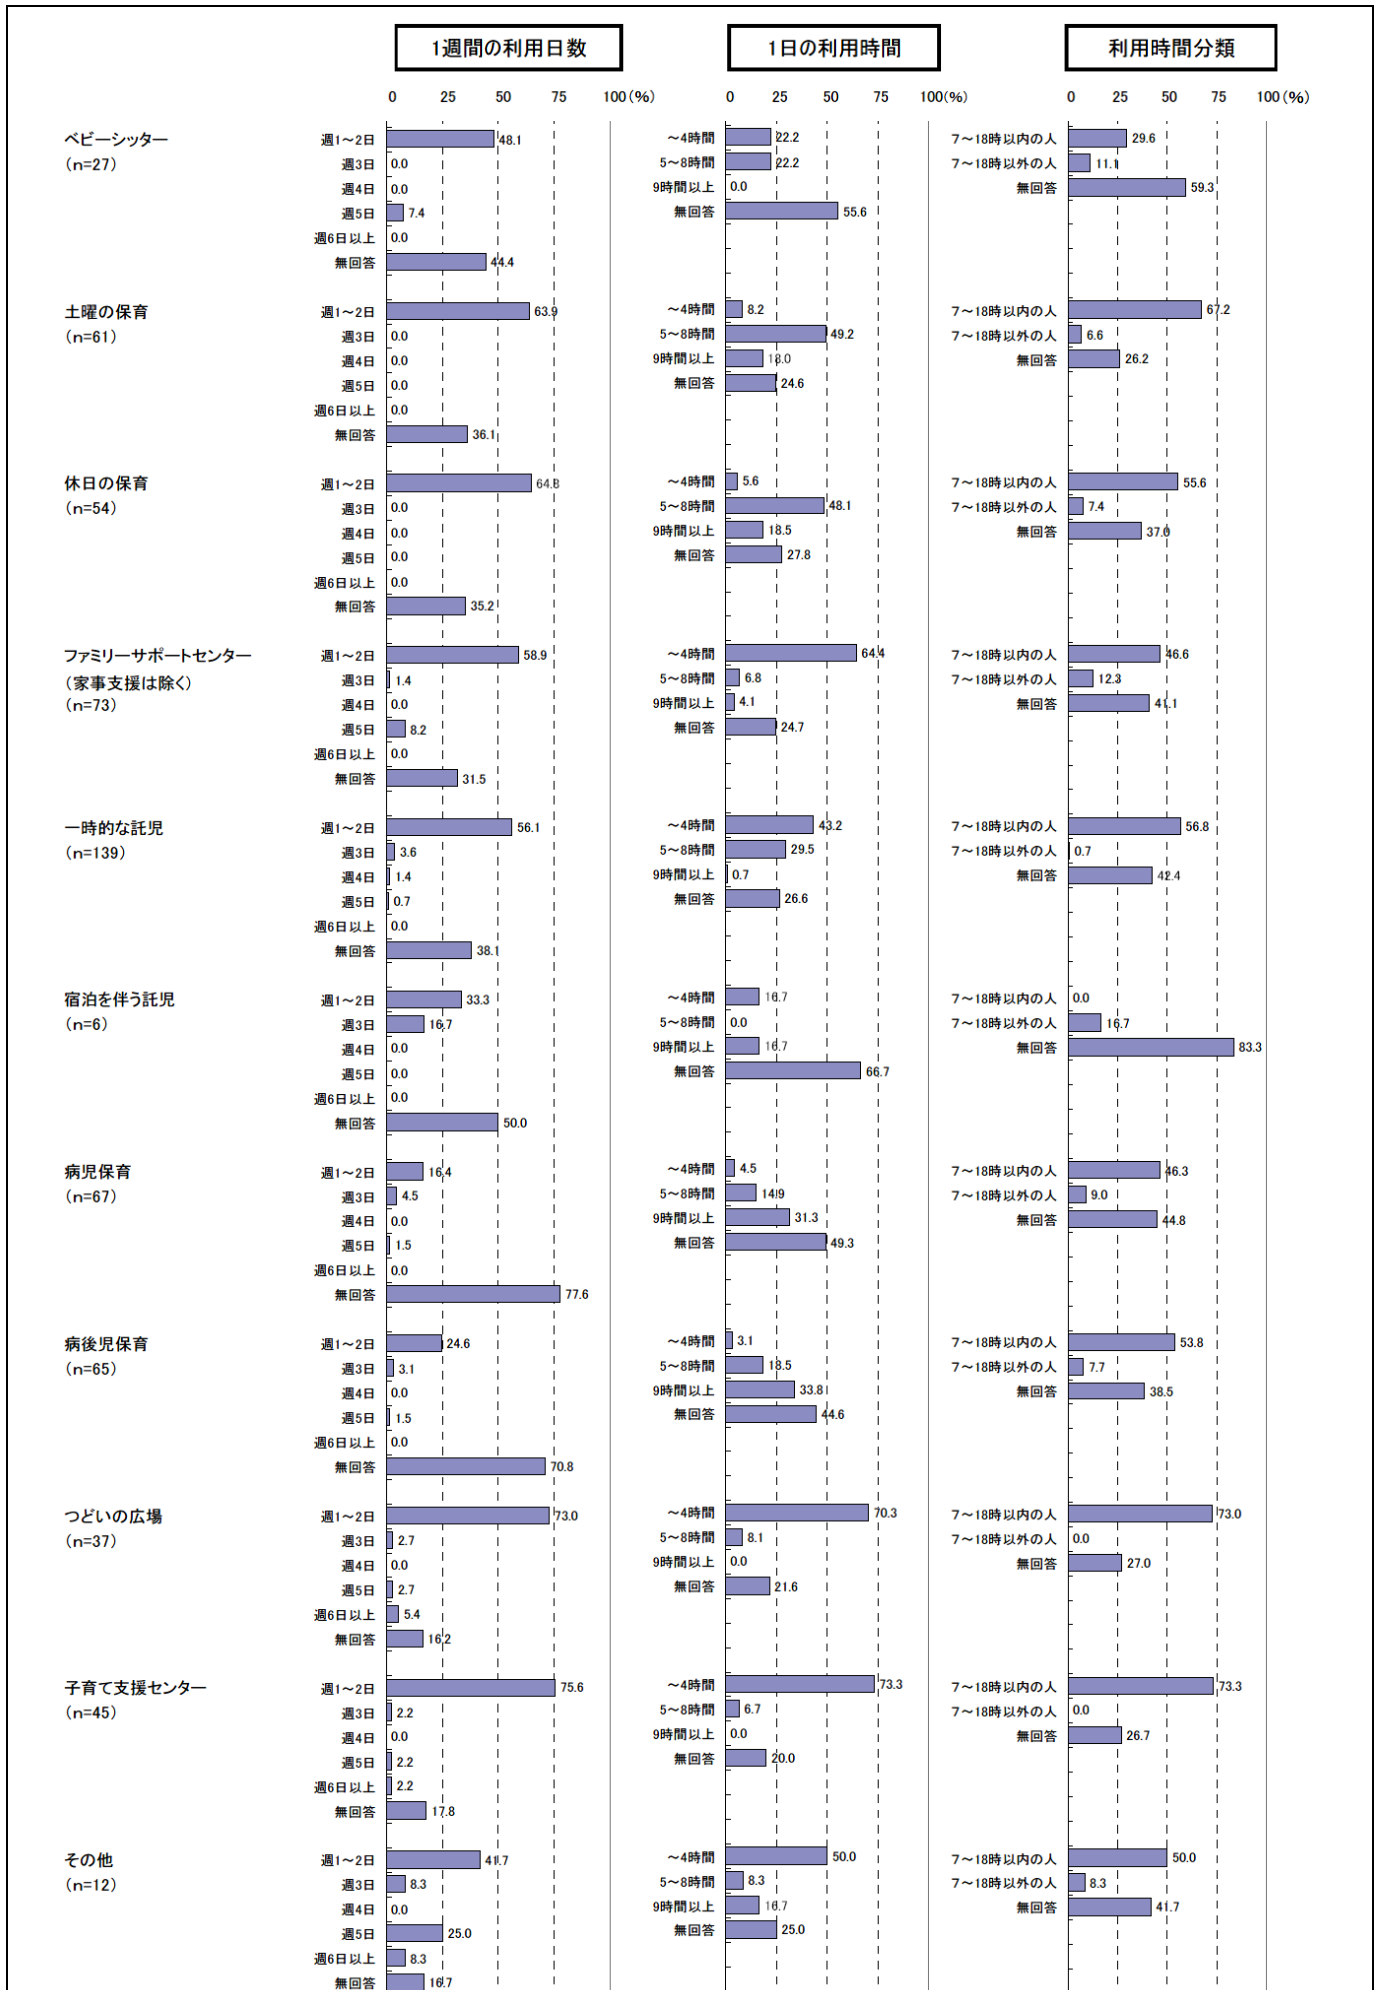 1週間の利用日数 1日の利用時間 利用時間分類
0 25 50 75 100(%) 0 25 50 75 100(%) 0 25 50 75 100(%)
ベビーシッター
(n=27)
週1～2日 48.1
週3日 0.0
週4日 0.0
週5日 7.4
週6日以上 0.0
無回答 44.4
～4時間 22.2
5～8時間 22.2
9時間以上 0.0
無回答 55.6
7～18時以内の人 29.6
7～18時以外の人 11.1
無回答 59.3
土曜の保育
(n=61)
週1～2日 63.9
週3日 0.0
週4日 0.0
週5日 0.0
週6日以上 0.0
無回答 36.1
～4時間 8.2
5～8時間 49.2
9時間以上 18.0
無回答 24.6
7～18時以内の人 67.2
7～18時以外の人 6.6
無回答 26.2
休日の保育
(n=54)
週1～2日 64.8
週3日 0.0
週4日 0.0
週5日 0.0
週6日以上 0.0
無回答 35.2
～4時間 5.6
5～8時間 48.1
9時間以上 18.5
無回答 27.8
7～18時以内の人 55.6
7～18時以外の人 7.4
無回答 37.0
ファミリーサポートセンター
(家事支援は除く)
(n=73)
週1～2日 58.9
週3日 1.4
週4日 0.0
週5日 8.2
週6日以上 0.0
無回答 31.5
～4時間 64.4
5～8時間 6.8
9時間以上 4.1
無回答 24.7
7～18時以内の人 46.6
7～18時以外の人 12.3
無回答 41.1
一時的な託児
(n=139)
週1～2日 56.1
週3日 3.6
週4日 1.4
週5日 0.7
週6日以上 0.0
無回答 38.1
～4時間 43.2
5～8時間 29.5
9時間以上 0.7
無回答 26.6
7～18時以内の人 56.8
7～18時以外の人 0.7
無回答 42.4
宿泊を伴う託児
(n=6)
週1～2日 33.3
週3日 16.7
週4日 0.0
週5日 0.0
週6日以上 0.0
無回答 50.0
～4時間 16.7
5～8時間 0.0
9時間以上 16.7
無回答 66.7
7～18時以内の人 0.0
7～18時以外の人 16.7
無回答 83.3
病児保育
(n=67)
週1～2日 16.4
週3日 4.5
週4日 0.0
週5日 1.5
週6日以上 0.0
無回答 77.6
～4時間 4.5
5～8時間 14.9
9時間以上 31.3
無回答 49.3
7～18時以内の人 46.3
7～18時以外の人 9.0
無回答 44.8
病後児保育
(n=65)
週1～2日 24.6
週3日 3.1
週4日 0.0
週5日 1.5
週6日以上 0.0
無回答 70.8
～4時間 3.1
5～8時間 18.5
9時間以上 33.8
無回答 44.6
7～18時以内の人 53.8
7～18時以外の人 7.7
無回答 38.5
つどいの広場
(n=37)
週1～2日 73.0
週3日 2.7
週4日 0.0
週5日 2.7
週6日以上 5.4
無回答 16.2
～4時間 70.3
5～8時間 8.1
9時間以上 0.0
無回答 21.6
7～18時以内の人 73.0
7～18時以外の人 0.0
無回答 27.0
子育て支援センター
(n=45)
週1～2日 75.6
週3日 2.2
週4日 0.0
週5日 2.2
週6日以上 2.2
無回答 17.8
～4時間 73.3
5～8時間 6.7
9時間以上 0.0
無回答 20.0
7～18時以内の人 73.3
7～18時以外の人 0.0
無回答 26.7
その他
(n=12)
週1～2日 41.7
週3日 8.3
週4日 0.0
週5日 25.0
週6日以上 8.3
無回答 16.7
～4時間 50.0
5～8時間 8.3
9時間以上 16.7
無回答 25.0
7～18時以内の人 50.0
7～18時以外の人 8.3
無回答 41.7